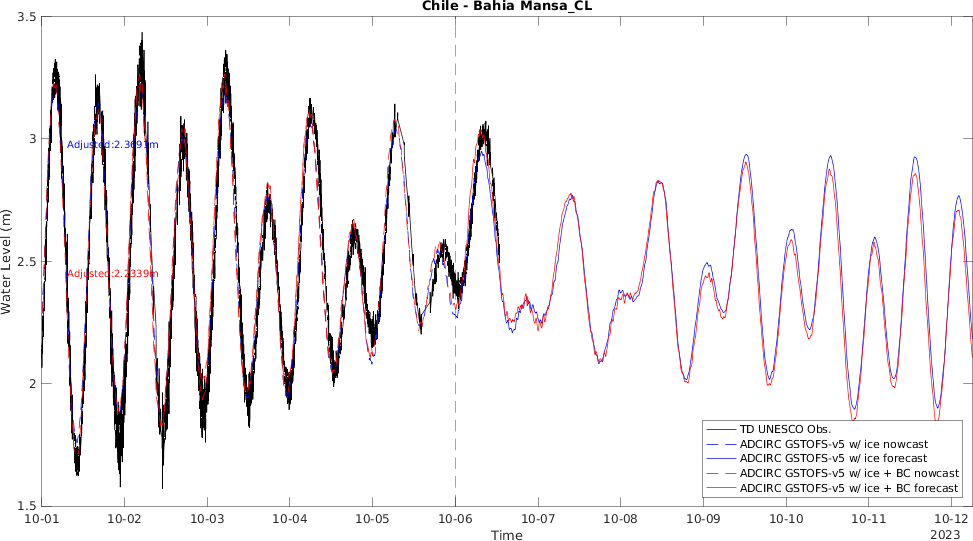 Chile - Bahia Mansa_CL
3.5
3
2.5
2
1.5
Water Level (m)
Adjusted:2.3691m
Adjusted:2.2339m
TD UNESCO Obs.
ADCIRC GSTOFS-v5 w/ ice nowcast
ADCIRC GSTOFS-v5 w/ ice forecast
ADCIRC GSTOFS-v5 w/ ice + BC nowcast
ADCIRC GSTOFS-v5 w/ ice + BC forecast
10-01 10-02 10-03 10-04 10-05 10-06 10-07 10-08 10-09 10-10 10-11 10-12
2023
Time